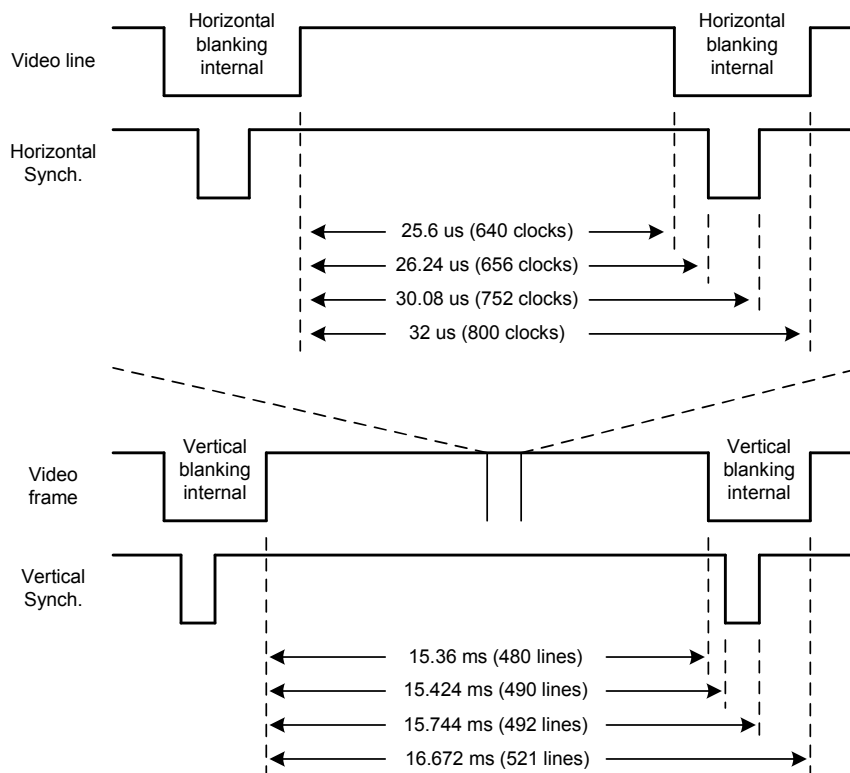 Horizontal
blanking
internal
Horizontal
blanking
internal
Video line
Horizontal
Synch.
25.6 us (640 clocks)
26.24 us (656 clocks)
30.08 us (752 clocks)
32 us (800 clocks)
Vertical
blanking
internal
Vertical
blanking
internal
Video
frame
Vertical
Synch.
15.36 ms (480 lines)
15.424 ms (490 lines)
15.744 ms (492 lines)
16.672 ms (521 lines)